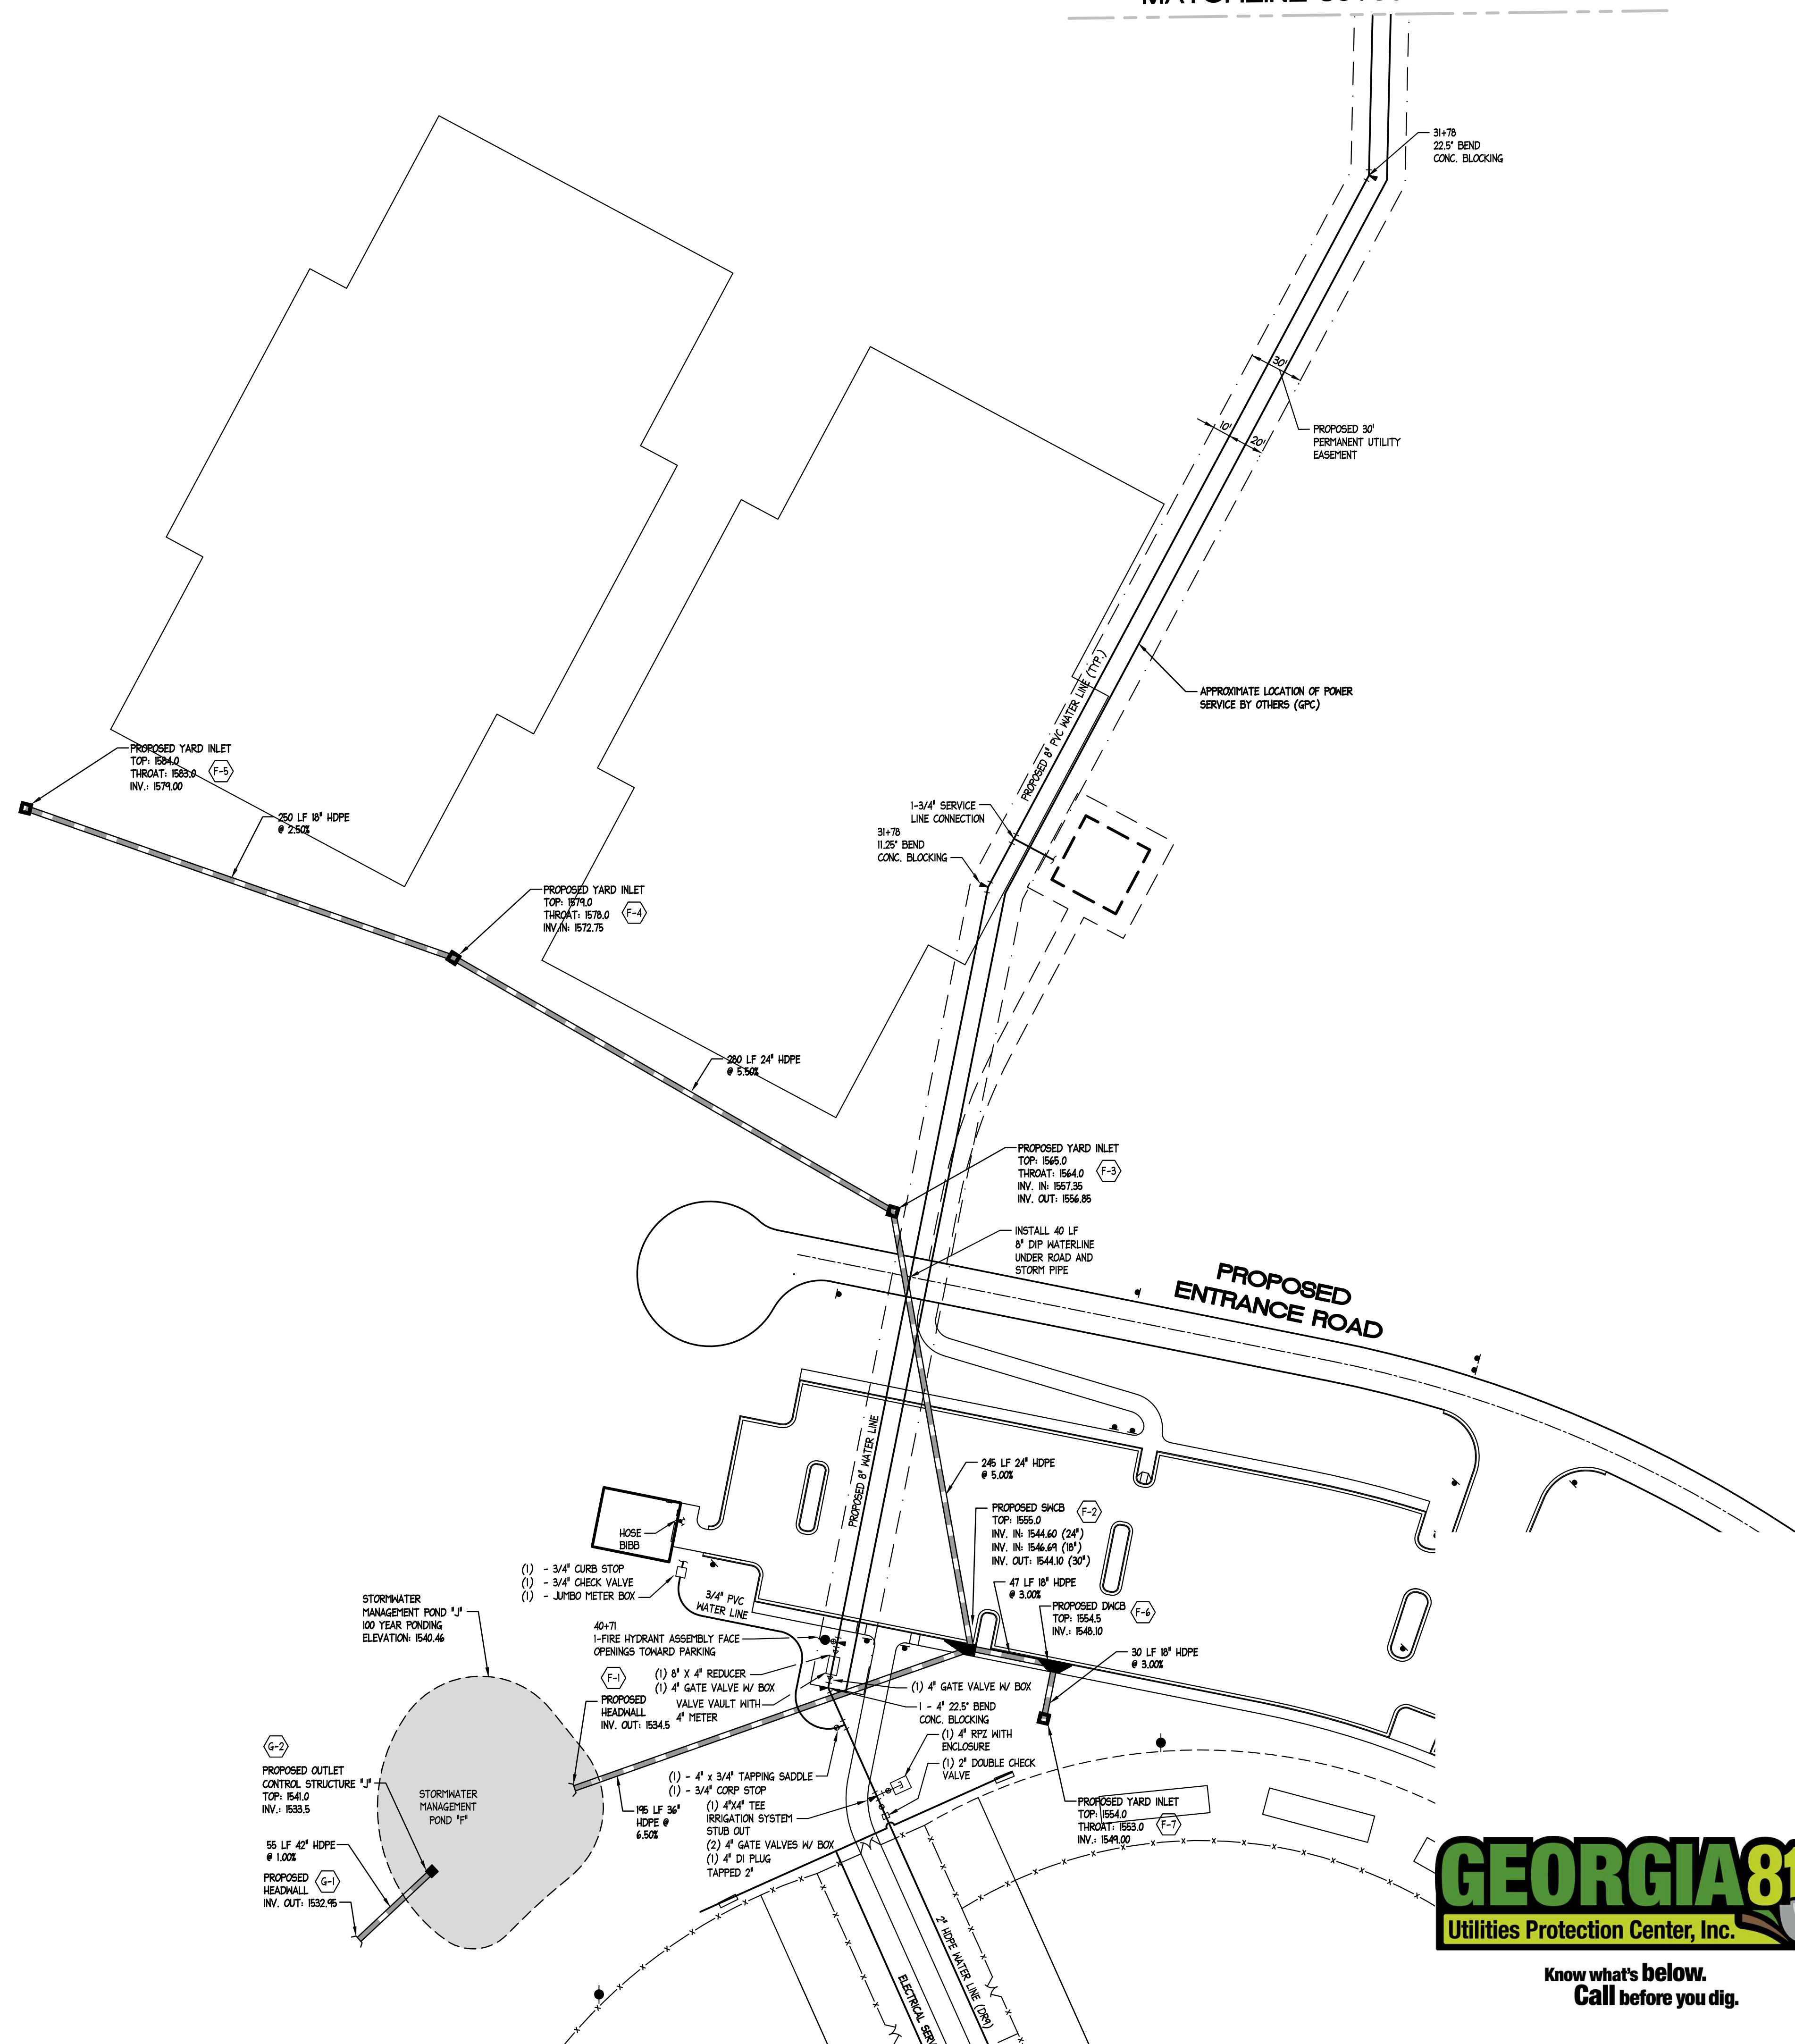 31+78
22.5° BEND
CONC. BLOCKING
30'
10'
20'
PROPOSED 30'
PERMANENT UTILITY
EASEMENT
PROPOSED 8" PVC WATER LINE (TYP.)
APPROXIMATE LOCATION OF POWER
SERVICE BY OTHERS (GPC)
PROPOSED YARD INLET
TOP: 1584.0
THROAT: 1583.0
INV.: 1579.00
F-5
250 LF 18" HDPE
@ 2.50%
1-3/4" SERVICE
LINE CONNECTION
31+78
11.25° BEND
CONC. BLOCKING
PROPOSED YARD INLET
TOP: 1579.0
THROAT: 1578.0
INV.IN: 1572.75
F-4
280 LF 24" HDPE
@ 5.50%
PROPOSED YARD INLET
TOP: 1565.0
THROAT: 1564.0
INV. IN: 1557.35
INV. OUT: 1556.85
F-3
INSTALL 40 LF
8" DIP WATERLINE
UNDER ROAD AND
STORM PIPE
PROPOSED
ENTRANCE ROAD
PROPOSED 8" WATER LINE
245 LF 24" HDPE
@ 5.00%
PROPOSED SWCB
TOP: 1555.0
INV. IN: 1544.60 (24")
INV. IN: 1546.69 (18")
INV. OUT: 1544.10 (30")
F-2
HOSE
BIBB
(1) - 3/4" CURB STOP
(1) - 3/4" CHECK VALVE
(1) - JUMBO METER BOX
3/4" PVC
WATER LINE
47 LF 18" HDPE
@ 3.00%
PROPOSED DWCB
TOP: 1554.5
INV.: 1548.10
F-6
STORMWATER
MANAGEMENT POND "J"
100 YEAR PONDING
ELEVATION: 1540.46
40+71
1-FIRE HYDRANT ASSEMBLY FACE
OPENINGS TOWARD PARKING
30 LF 18" HDPE
@ 3.00%
F-1
PROPOSED
HEADWALL
INV. OUT: 1534.5
(1) 8" X 4" REDUCER
(1) 4" GATE VALVE W/ BOX
VALVE VAULT WITH
4" METER
(1) 4" GATE VALVE W/ BOX
1 - 4" 22.5° BEND
CONC. BLOCKING
(1) 4" RPZ WITH
ENCLOSURE
(1) 2" DOUBLE CHECK
VALVE
G-2
PROPOSED OUTLET
CONTROL STRUCTURE "J"
TOP: 1541.0
INV.: 1533.5
STORMWATER
MANAGEMENT
POND "F"
(1) - 4" x 3/4" TAPPING SADDLE
(1) - 3/4" CORP STOP
(1) 4"X4" TEE
IRRIGATION SYSTEM
STUB OUT
(2) 4" GATE VALVES W/ BOX
(1) 4" DI PLUG
TAPPED 2"
195 LF 36"
HDPE @
6.50%
PROPOSED YARD INLET
TOP: 1554.0
THROAT: 1553.0
INV.: 1549.00
F-7
55 LF 42" HDPE
@ 1.00%
PROPOSED
HEADWALL
INV. OUT: 1532.95
G-1
2" HDPE WATER LINE (DR9)
ELECTRICAL
GEORGIA
Utilities Protection Center, Inc.
Know what's below.
Call before you dig.